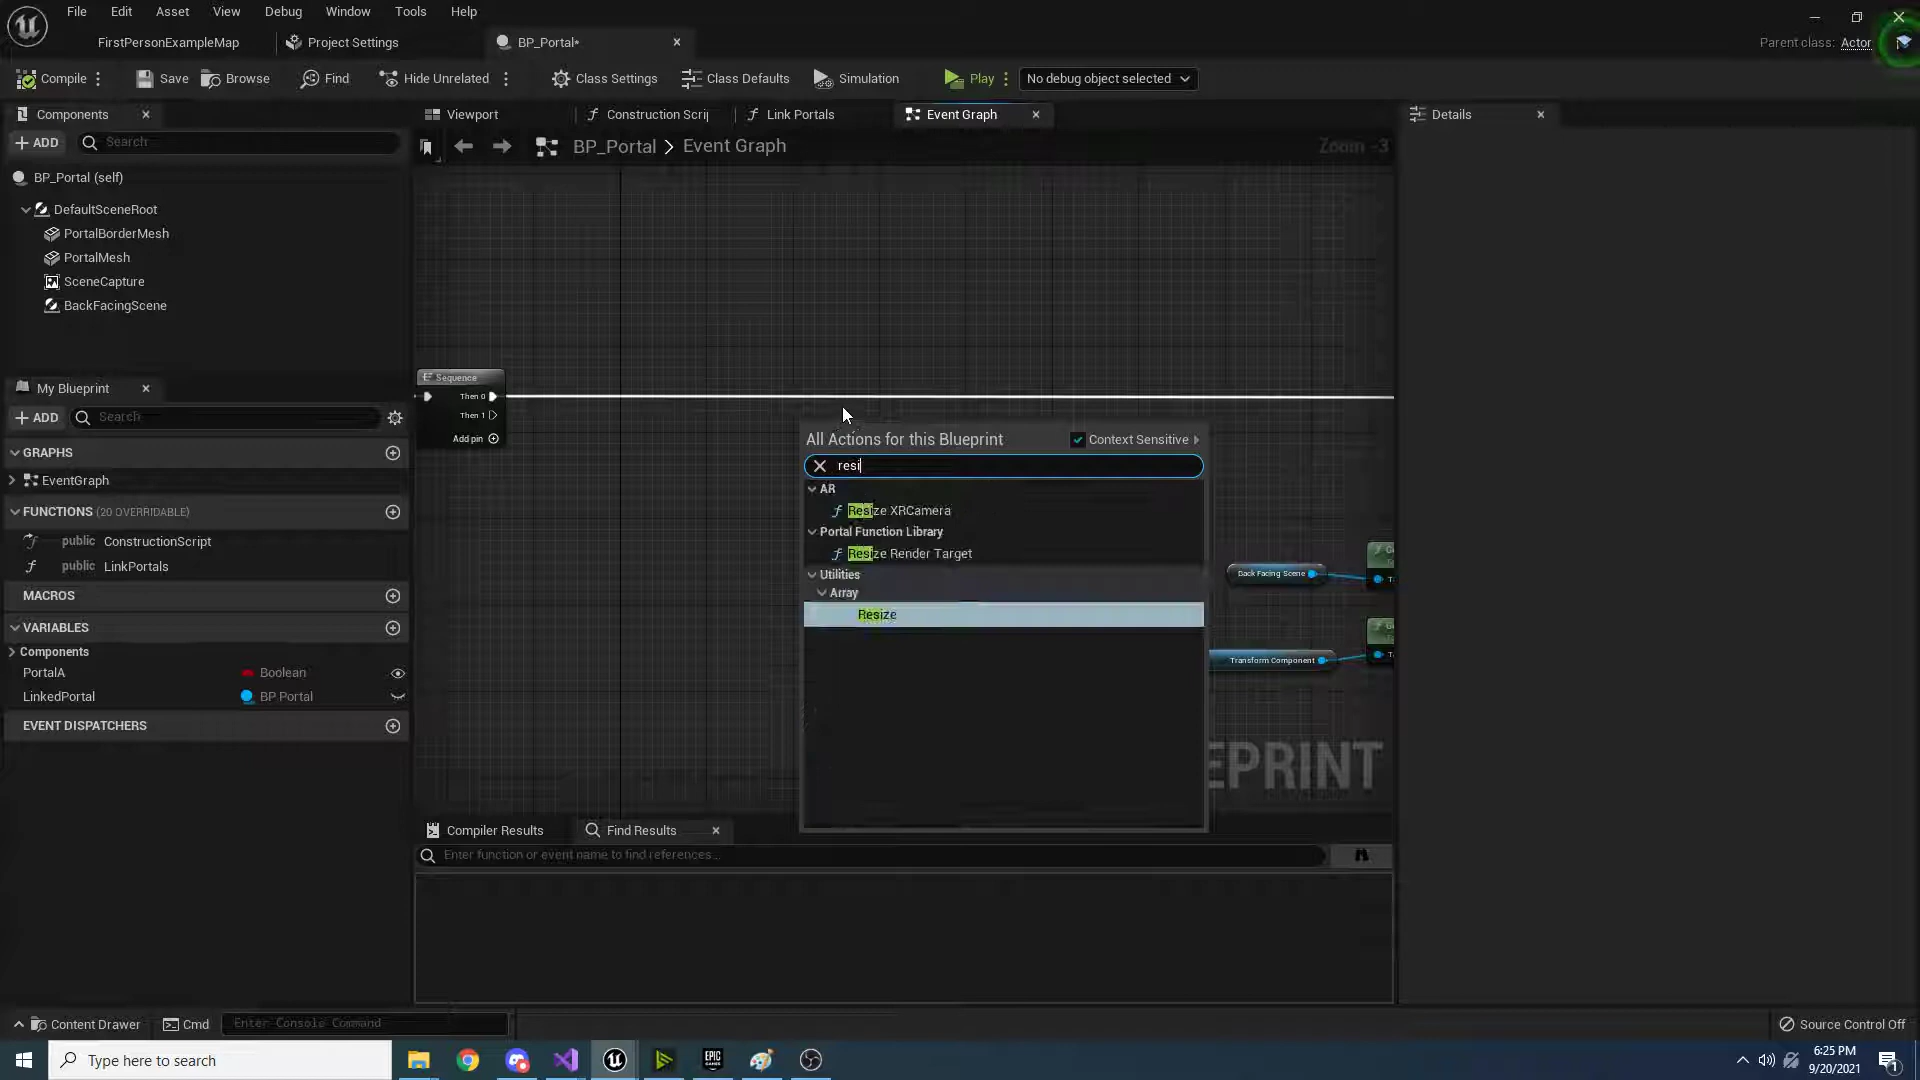 File Edit Asset View Debug Window Tools Help
FirstPersonExampleMap Project Settings BP_Portal* Parent class: Actor
Compile Save Browse Find Hide Unrelated Class Settings Class Defaults Simulation Play No debug object selected
Components Viewport Construction Scrip Link Portals Event Graph Details
ADD Search BP_Portal Event Graph Zoom -3
BP_Portal (self)
DefaultSceneRoot
PortalBorderMesh
PortalMesh
SceneCapture
BackFacingScene
My Blueprint
ADD Search
GRAPHS
EventGraph
FUNCTIONS (20 OVERRIDABLE)
public ConstructionScript
public LinkPortals
MACROS
VARIABLES
Components
PortalA Boolean
LinkedPortal BP Portal
EVENT DISPATCHERS
Sequence
Then 0
Then 1
Add pin
All Actions for this Blueprint Context Sensitive
resi
AR
Resize XRCamera
Portal Function Library
Resize Render Target
Utilities
Array
Resize
Back Facing Scene
Transform Component
EPRINT
Compiler Results Find Results
Enter function or event name to find references...
Content Drawer Cmd Enter Console Command Source Control Off
Type here to search EPIC GAMES 6:25 PM
9/20/2021 1